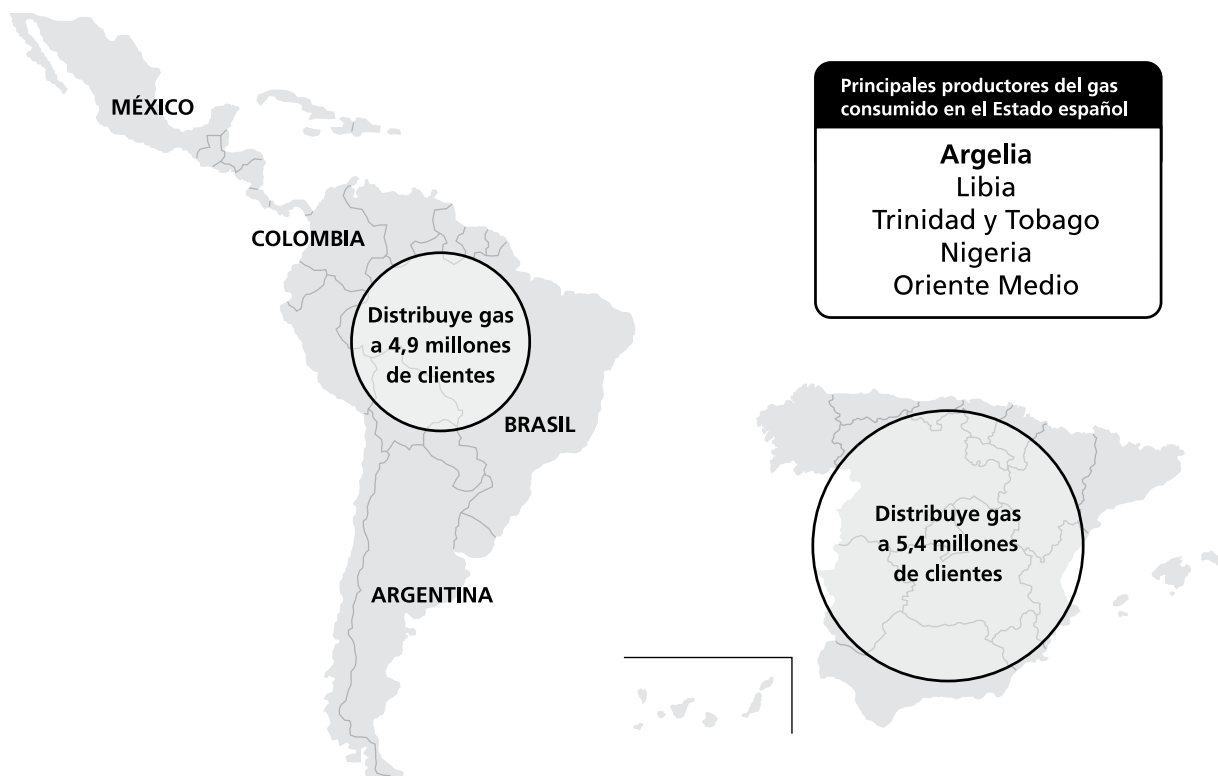 MÉXICO
COLOMBIA
Distribuye gas
a 4,9 millones
de clientes
BRASIL
ARGENTINA
Principales productores del gas
consumido en el Estado español
Argelia
Libia
Trinidad y Tobago
Nigeria
Oriente Medio
Distribuye gas
a 5,4 millones
de clientes